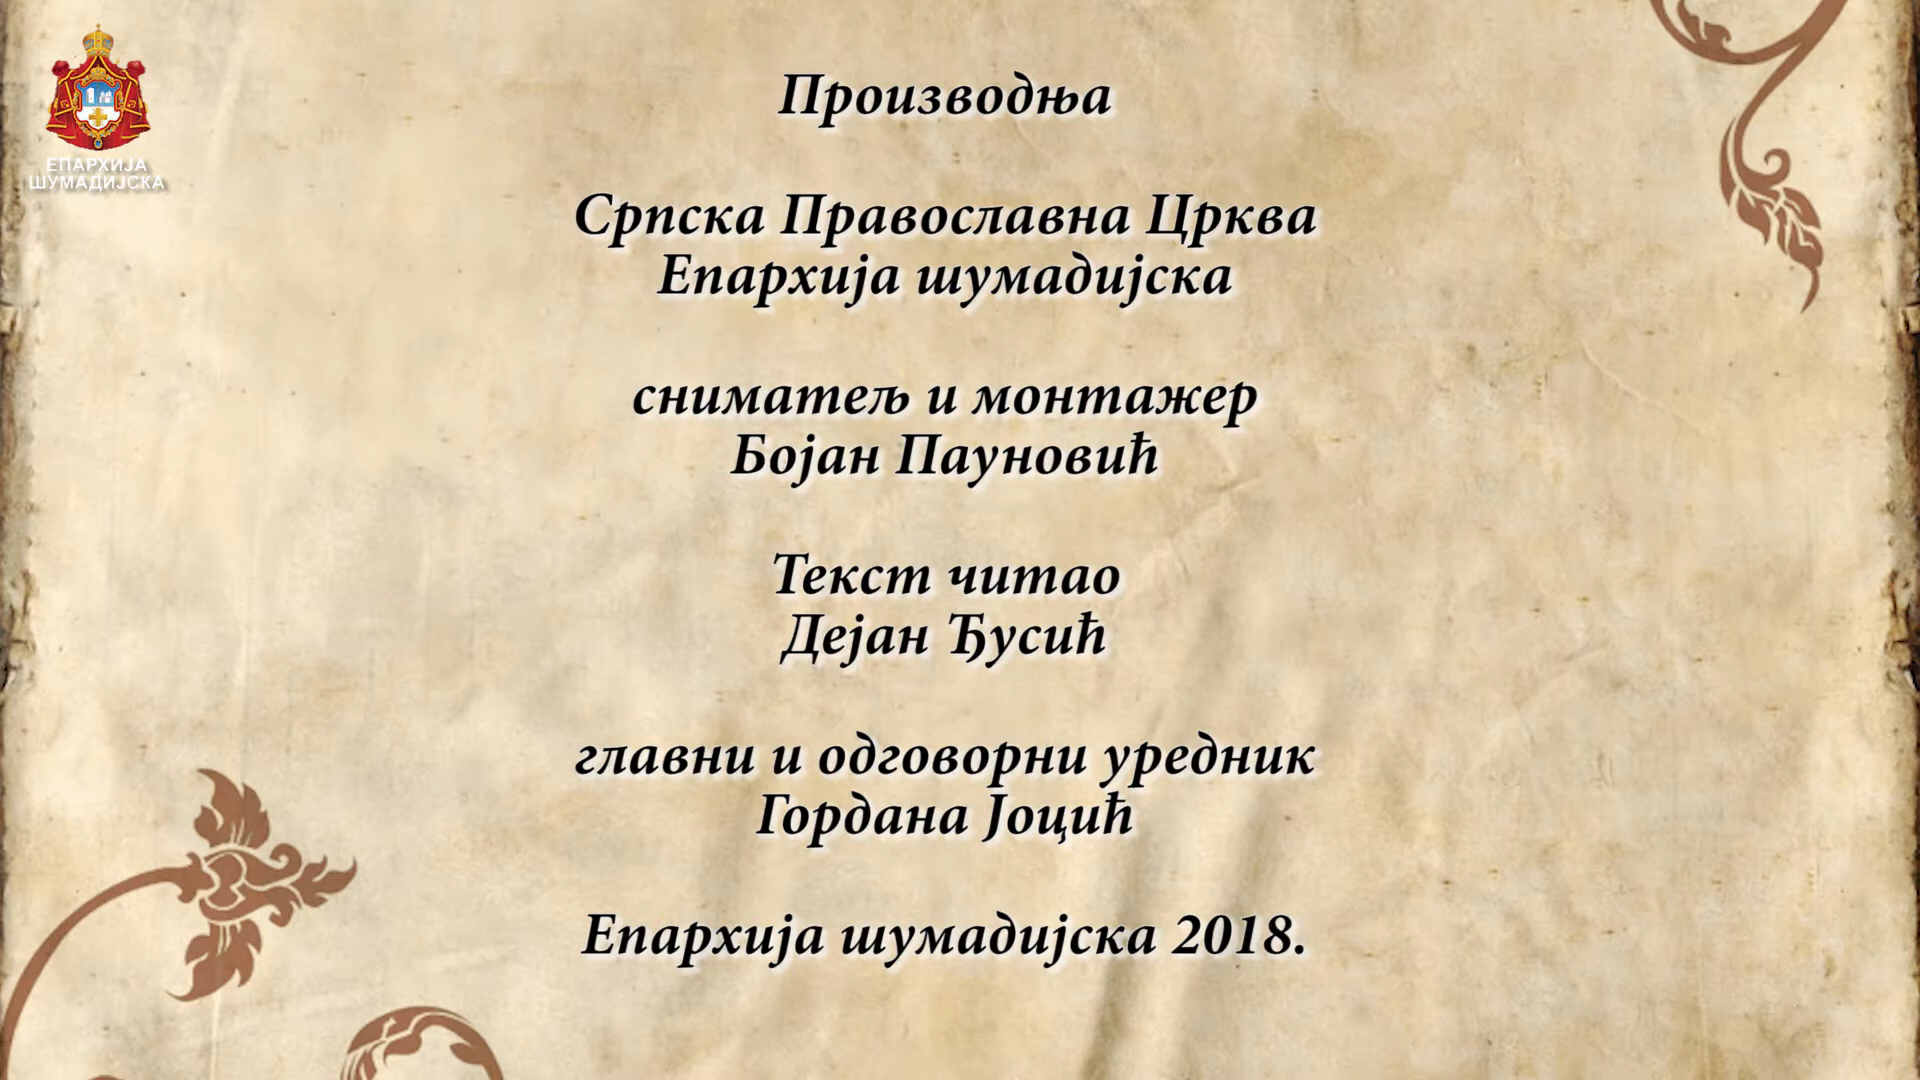 ЕПАРХИЈА
ШУМАДИЈСКА
Производња
Српска Православна Црква
Епархија шумадијска
сниматељ и монтажер
Бојан Пауновић
Текст читао
Дејан Ђусић
главни и одговорни уредник
Гордана Јоцић
Епархија шумадијска 2018.